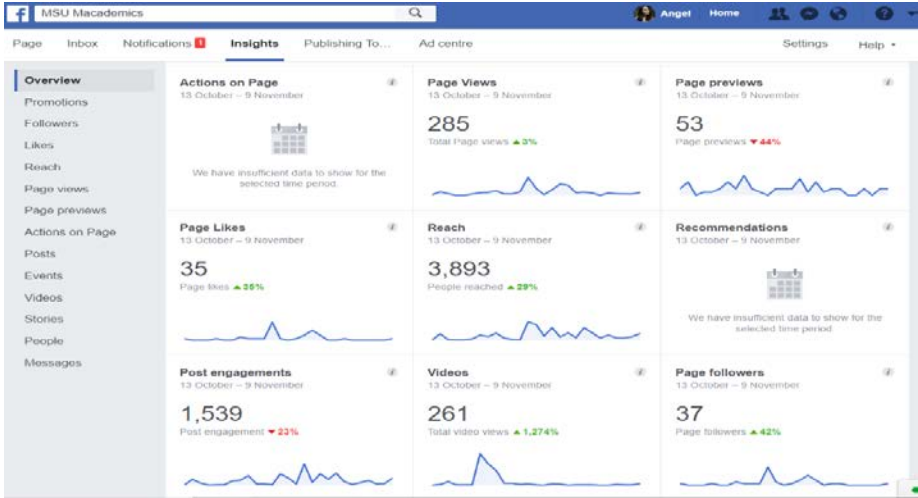 f MSU Macademics Angel Home
Page Inbox Notifications 1 Insights Publishing To... Ad centre Settings Help
Overview
Promotions
Followers
Likes
Reach
Page views
Page previews
Actions on Page
Posts
Events
Videos
Stories
People
Messages
Actions on Page
13 October – 9 November
We have insufficient data to show for the
selected time period.
Page Views
13 October – 9 November
285
Total Page views ▲3%
Page previews
13 October – 9 November
53
Page previews ▼44%
Page Likes
13 October – 9 November
35
Page likes ▲35%
Reach
13 October – 9 November
3,893
People reached ▲29%
Recommendations
13 October – 9 November
We have insufficient data to show for the
selected time period
Post engagements
13 October – 9 November
1,539
Post engagement ▼23%
Videos
13 October – 9 November
261
Total video views ▲1,274%
Page followers
13 October – 9 November
37
Page followers ▲42%